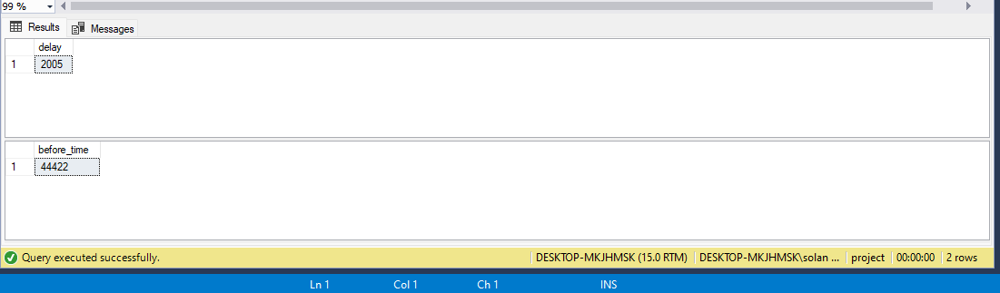 99 %
Results Messages
delay
1 2005
before_time
1 44422
Query executed successfully. DESKTOP-MKJHMSK (15.0 RTM) DESKTOP-MKJHMSK\solan ... project 00:00:00 2 rows
Ln 1 Col 1 Ch 1 INS